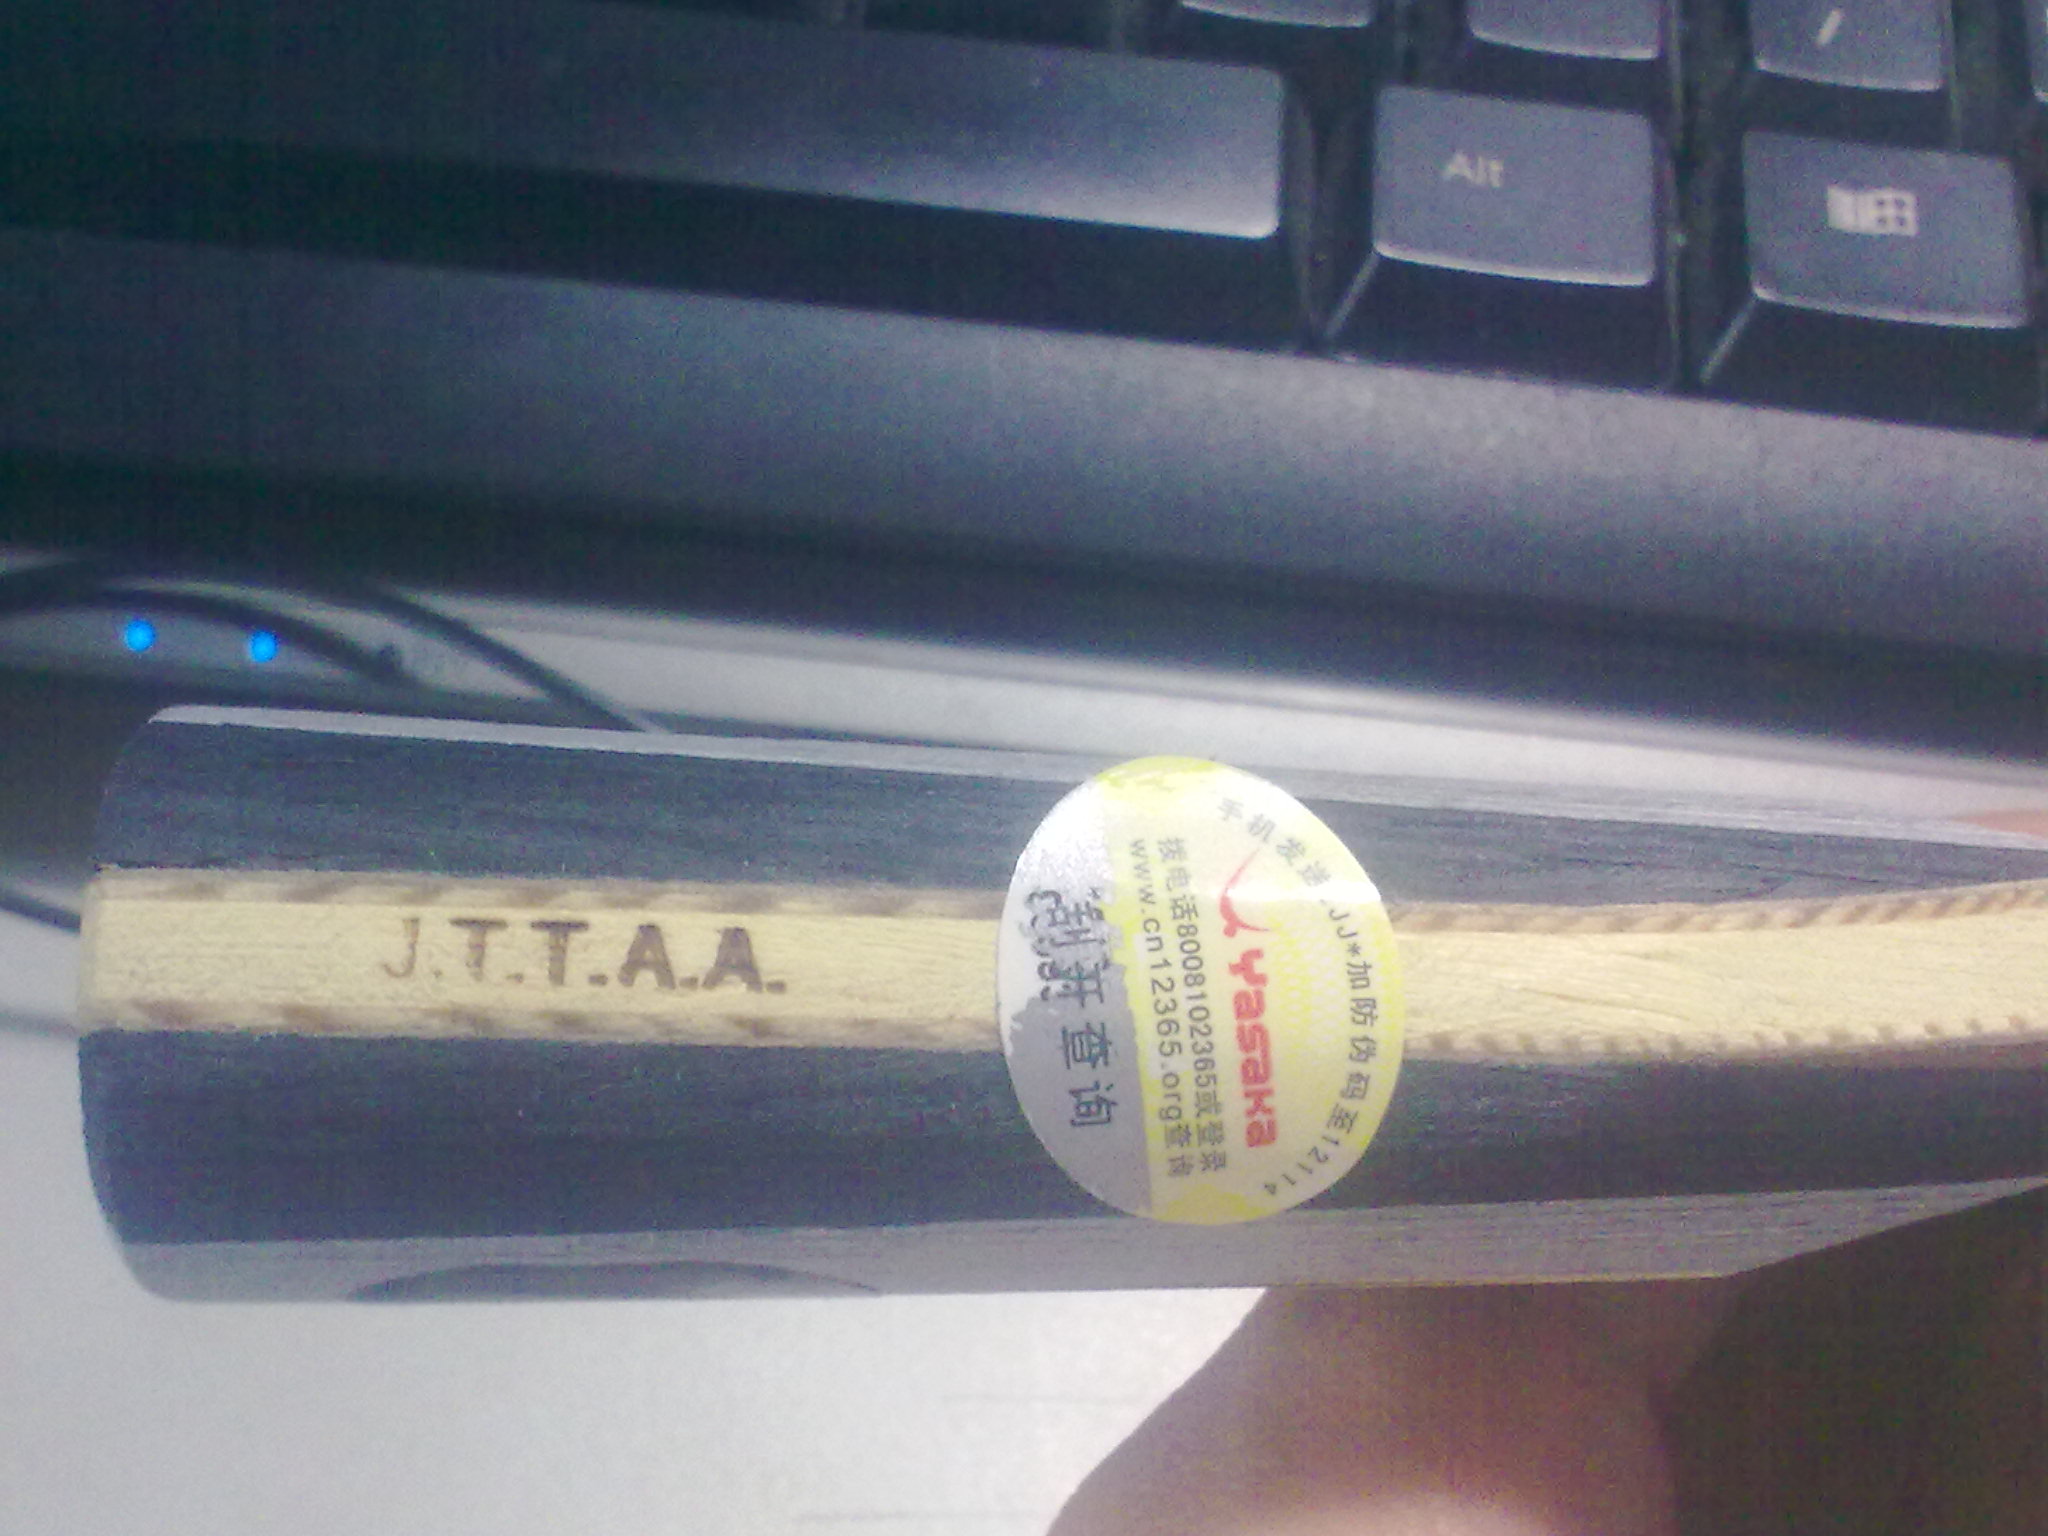 Alt
J.T.T.A.A.
手机发送JJ*加防伪码至12114
Yasaka
拨电话8008102365或登录
www.cn12365.org查询
刮开查询